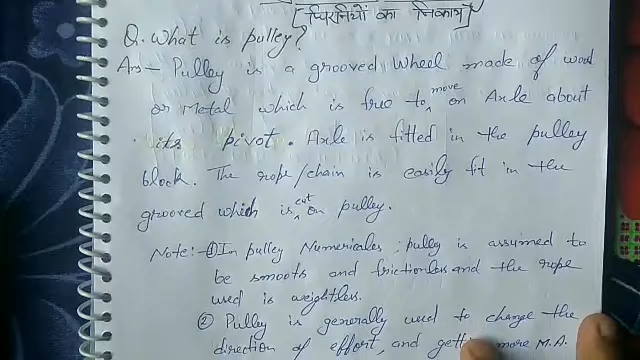 [घिरनियों का निकाय]
Q. What is pulley?
Ans- Pulley is a grooved wheel made of wood
or Metal which is free to move on Axle about
its pivot. Axle is fitted in the pulley
block. The rope/chain is easily fit in the
grooved which is cut on pulley.
Note:- ① In pulley Numericales, pully is assumed to
be smooth and frictionless and the rope
used is weightless.
② Pulley is generally used to change the
direction of effort, and getting more M.A.